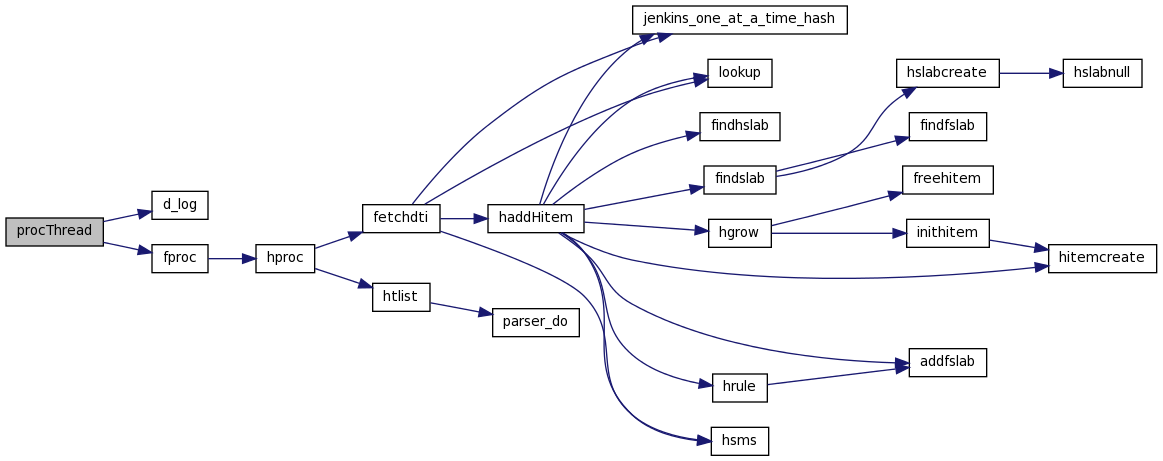 jenkins_one_at_a_time_hash
lookup
hslabcreate
hslabnull
findhslab
findfslab
findslab
freehitem
d_log
procThread
fetchdti
haddHitem
hgrow
inithitem
fproc
hproc
hitemcreate
htlist
parser_do
addfslab
hrule
hsms